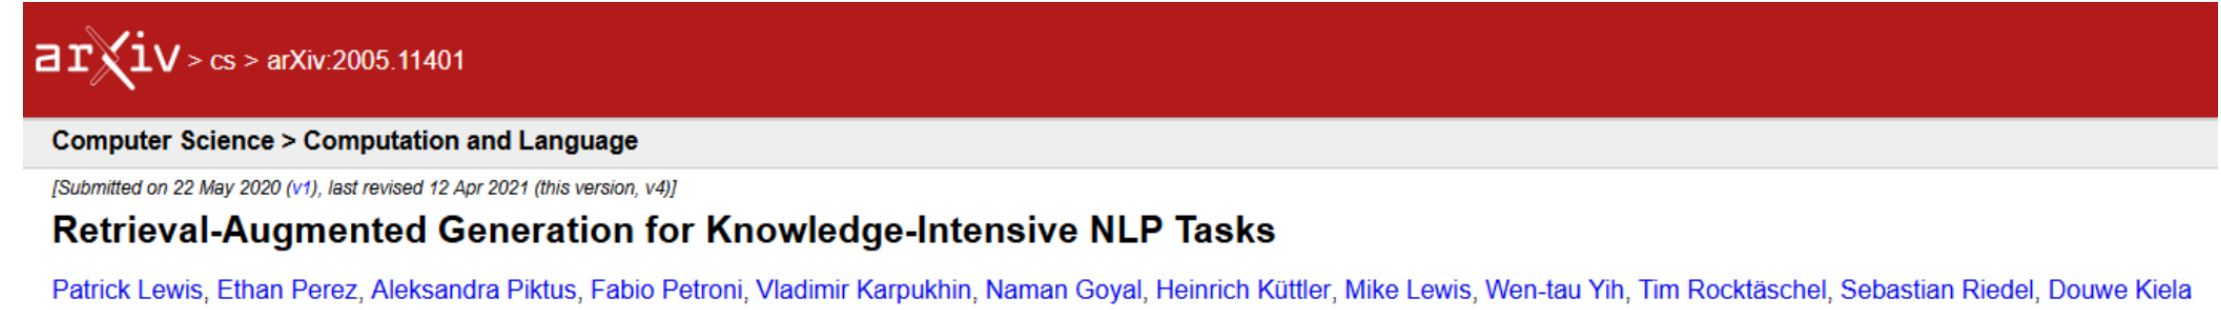 arXiv > cs > arXiv:2005.11401
Computer Science > Computation and Language
[Submitted on 22 May 2020 (v1), last revised 12 Apr 2021 (this version, v4)]
Retrieval-Augmented Generation for Knowledge-Intensive NLP Tasks
Patrick Lewis, Ethan Perez, Aleksandra Piktus, Fabio Petroni, Vladimir Karpukhin, Naman Goyal, Heinrich Küttler, Mike Lewis, Wen-tau Yih, Tim Rocktäschel, Sebastian Riedel, Douwe Kiela